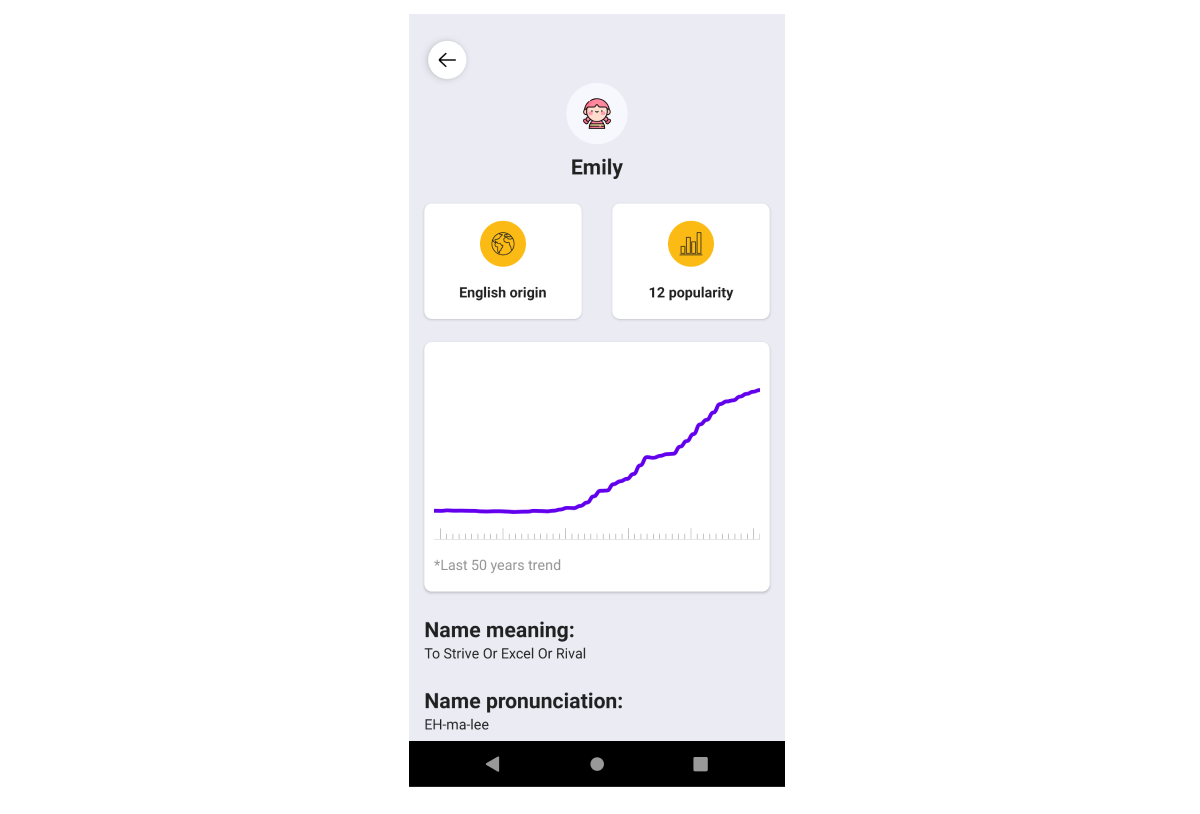 Emily
English origin
12 popularity
*Last 50 years trend
Name meaning:
To Strive Or Excel Or Rival
Name pronunciation:
EH-ma-lee